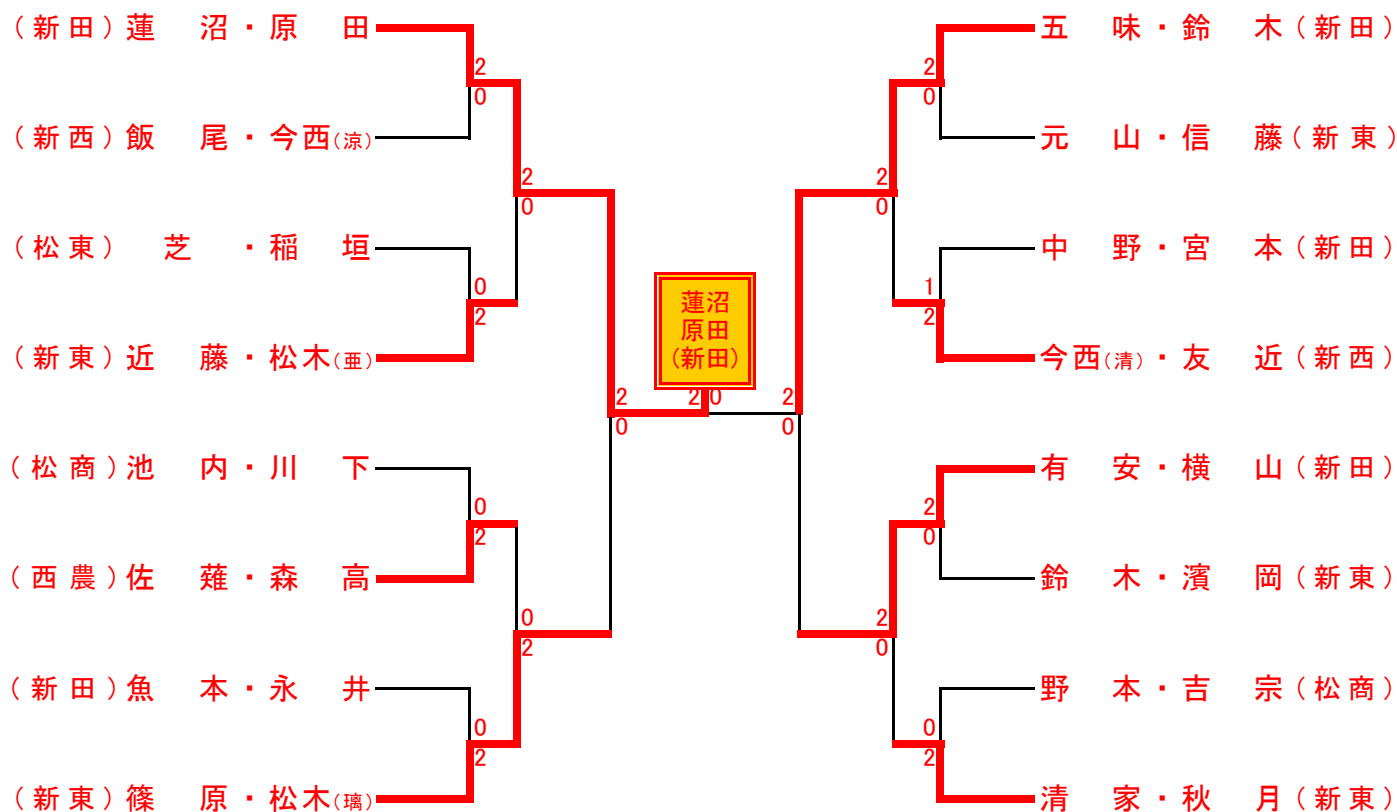 (新田)蓮 沼・原 田
2
0
(新西)飯 尾・今西(涼)
2
0
(松東) 芝 ・稲 垣
0
2
(新東)近 藤・松木(亜)
2
0
(松商)池 内・川 下
0
2
(西農)佐 薙・森 高
0
2
(新田)魚 本・永 井
0
2
(新東)篠 原・松木(璃)
蓮沼
原田
(新田)
2 0
五 味・鈴 木(新田)
2
0
元 山・信 藤(新東)
2
0
中 野・宮 本(新田)
1
2
今西(清)・友 近(新西)
2
0
有 安・横 山(新田)
2
0
鈴 木・濱 岡(新東)
2
0
野 本・吉 宗(松商)
0
2
清 家・秋 月(新東)